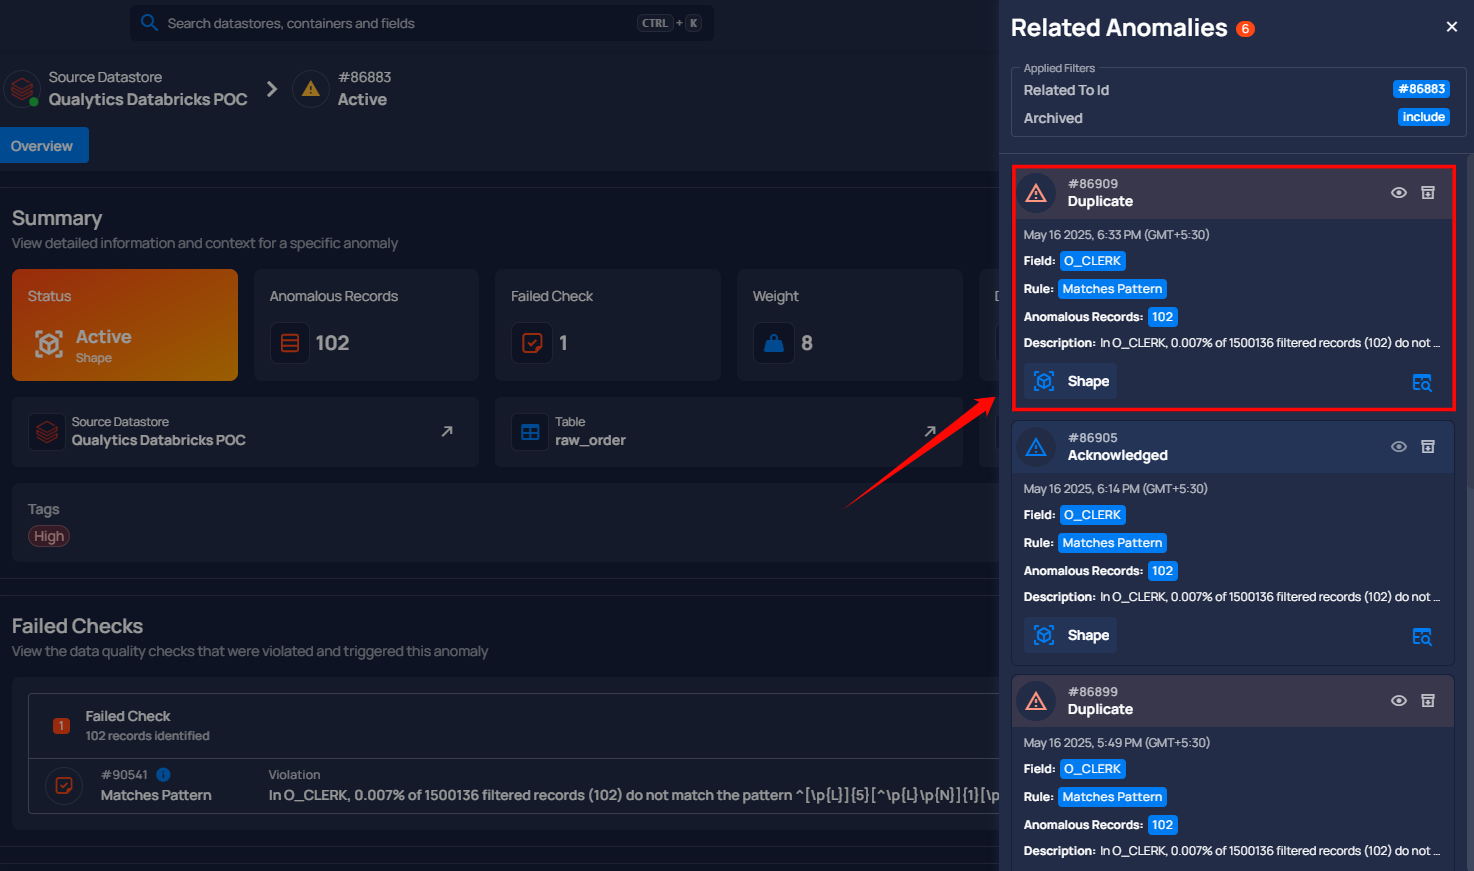 Search datastores, containers and fields
CTRL + K
Source Datastore
Qualytics Databricks POC
#86883
Active
Overview
Summary
View detailed information and context for a specific anomaly
Status
Active
Shape
Anomalous Records
102
Failed Check
1
Weight
8
Source Datastore
Qualytics Databricks POC
Table
raw_order
Tags
High
Failed Checks
View the data quality checks that were violated and triggered this anomaly
1
Failed Check
102 records identified
#90541
Matches Pattern
Violation
In O_CLERK, 0.007% of 1500136 filtered records (102) do not match the pattern ^[\p{L}]{5}[^\p{L}\p{N}]{1}[\p
Related Anomalies 6
Applied Filters
Related To Id #86883
Archived include
#86909
Duplicate
May 16 2025, 6:33 PM (GMT+5:30)
Field: O_CLERK
Rule: Matches Pattern
Anomalous Records: 102
Description: In O_CLERK, 0.007% of 1500136 filtered records (102) do not ...
Shape
#86905
Acknowledged
May 16 2025, 6:14 PM (GMT+5:30)
Field: O_CLERK
Rule: Matches Pattern
Anomalous Records: 102
Description: In O_CLERK, 0.007% of 1500136 filtered records (102) do not ...
Shape
#86899
Duplicate
May 16 2025, 5:49 PM (GMT+5:30)
Field: O_CLERK
Rule: Matches Pattern
Anomalous Records: 102
Description: In O_CLERK, 0.007% of 1500136 filtered records (102) do not ...